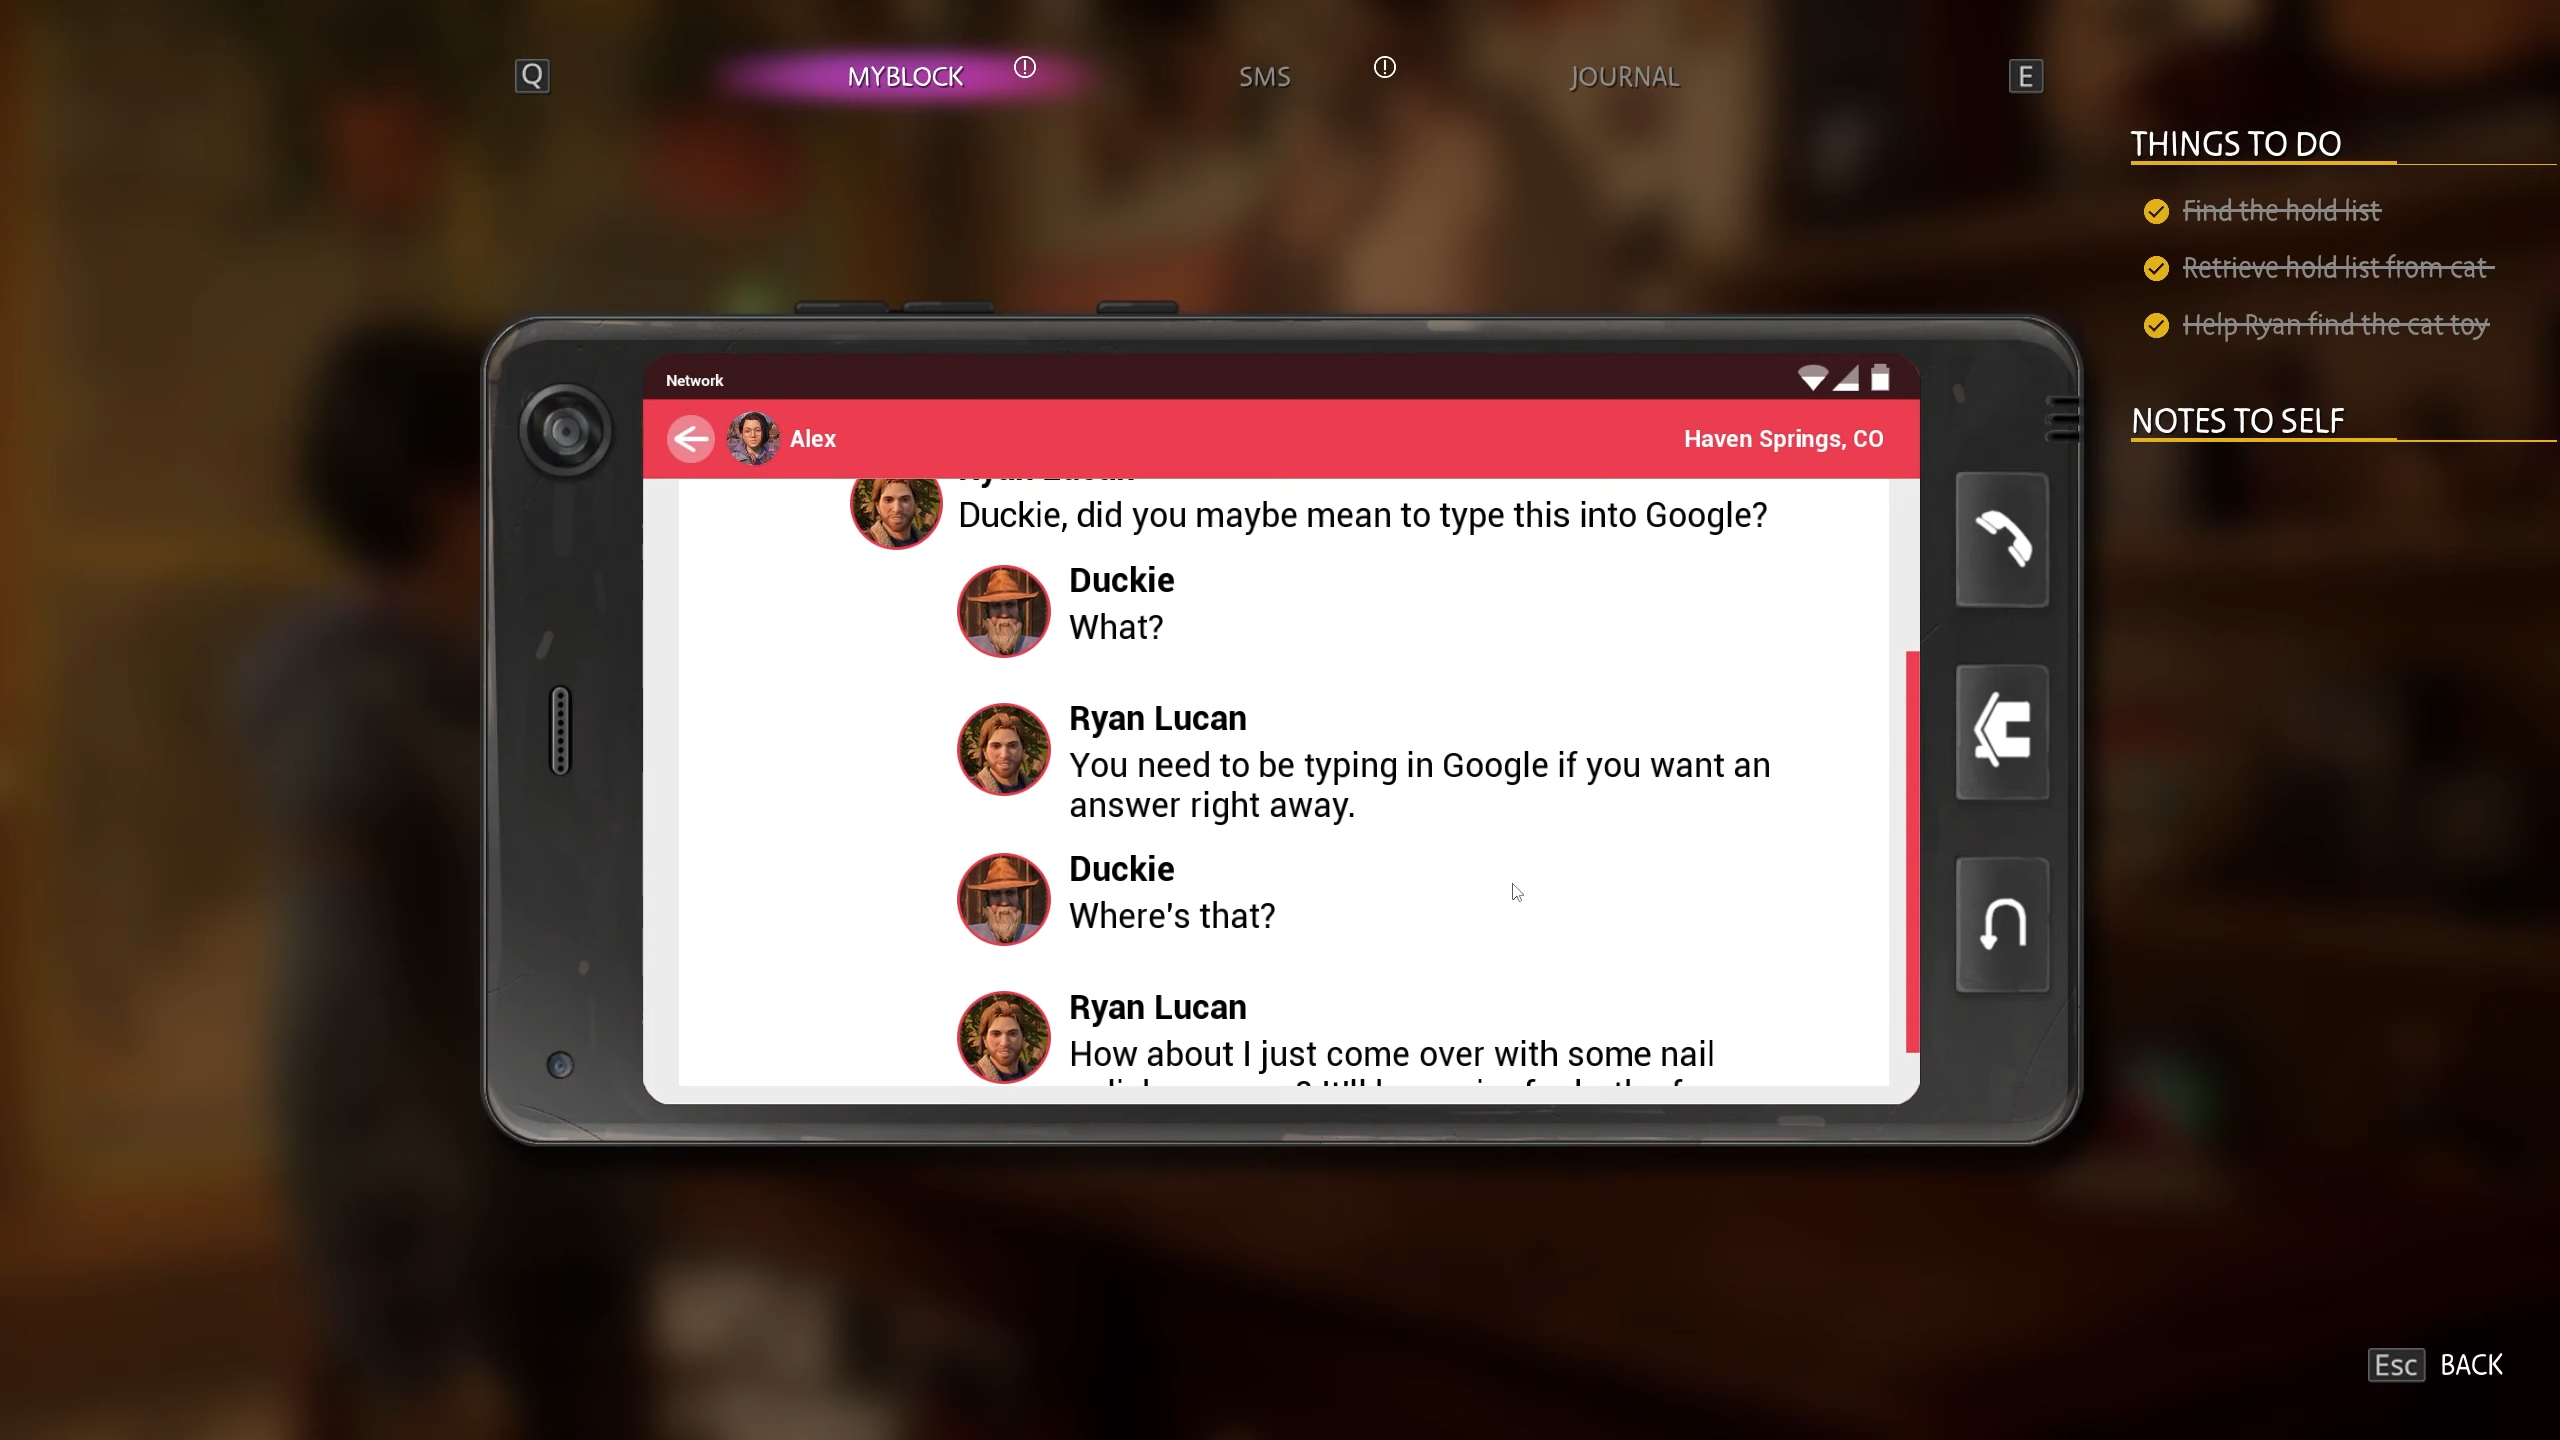 Q
MYBLOCK
SMS
JOURNAL
E
THINGS TO DO
Find the hold list
Retrieve hold list from cat
Help Ryan find the cat toy
NOTES TO SELF
Network
Alex
Haven Springs, CO
Duckie, did you maybe mean to type this into Google?
Duckie
What?
Ryan Lucan
You need to be typing in Google if you want an
answer right away.
Duckie
Where's that?
Ryan Lucan
How about I just come over with some nail
Esc BACK